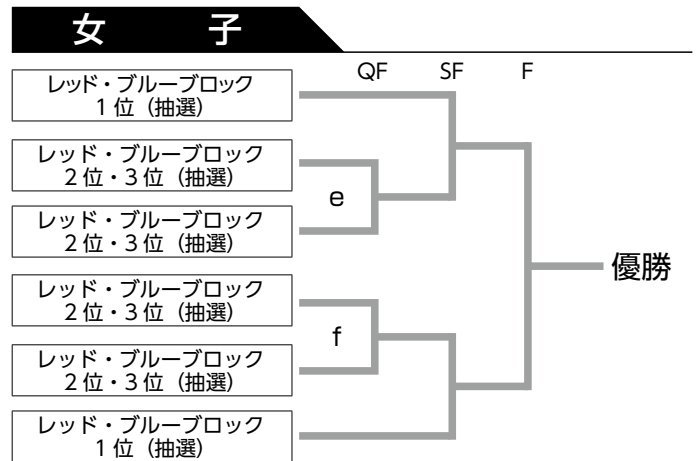 女 子
QF SF F
レッド・ブルーブロック
1位（抽選）
レッド・ブルーブロック
2位・3位（抽選）
e
レッド・ブルーブロック
2位・3位（抽選）
優勝
レッド・ブルーブロック
2位・3位（抽選）
f
レッド・ブルーブロック
2位・3位（抽選）
レッド・ブルーブロック
1位（抽選）